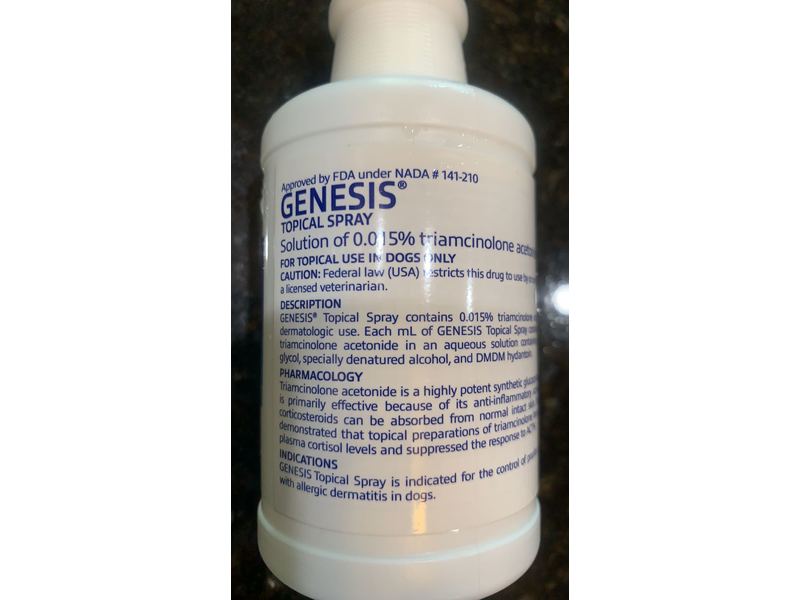 Approved by FDA under NADA # 141-210
GENESIS®
TOPICAL SPRAY
Solution of 0.015% triamcinolone
FOR TOPICAL USE IN DOGS ONLY
CAUTION: Federal law (USA) restricts this drug to use by
a licensed veterinarian.
DESCRIPTION
GENESIS® Topical Spray contains 0.015% triamcinolone
dermatologic use. Each mL of GENESIS Topical Spray
triamcinolone acetonide in an aqueous solution
glycol, specially denatured alcohol, and DMDM hydantoin.
PHARMACOLOGY
Triamcinolone acetonide is a highly potent synthetic
is primarily effective because of its anti-inflammatory
corticosteroids can be absorbed from normal intact
demonstrated that topical preparations of triamcinolone
plasma cortisol levels and suppressed the response to
INDICATIONS
GENESIS Topical Spray is indicated for the control of
with allergic dermatitis in dogs.